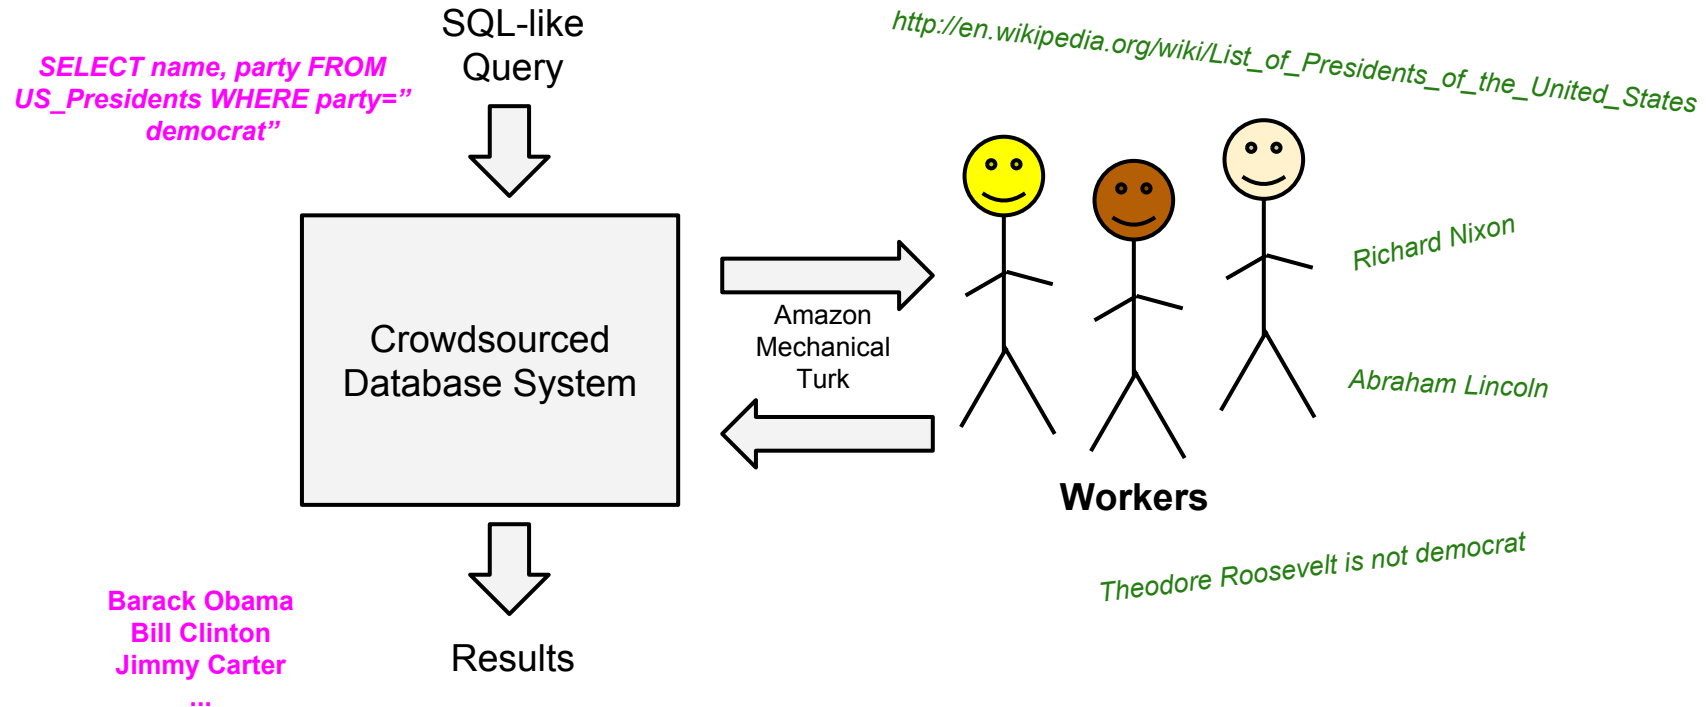 SQL-like
Query
SELECT name, party FROM
US_Presidents WHERE party=”
democrat”
http://en.wikipedia.org/wiki/List_of_Presidents_of_the_United_States
Crowdsourced
Database System
Amazon
Mechanical
Turk
Richard Nixon
Abraham Lincoln
Workers
Theodore Roosevelt is not democrat
Barack Obama
Bill Clinton
Jimmy Carter
...
Results